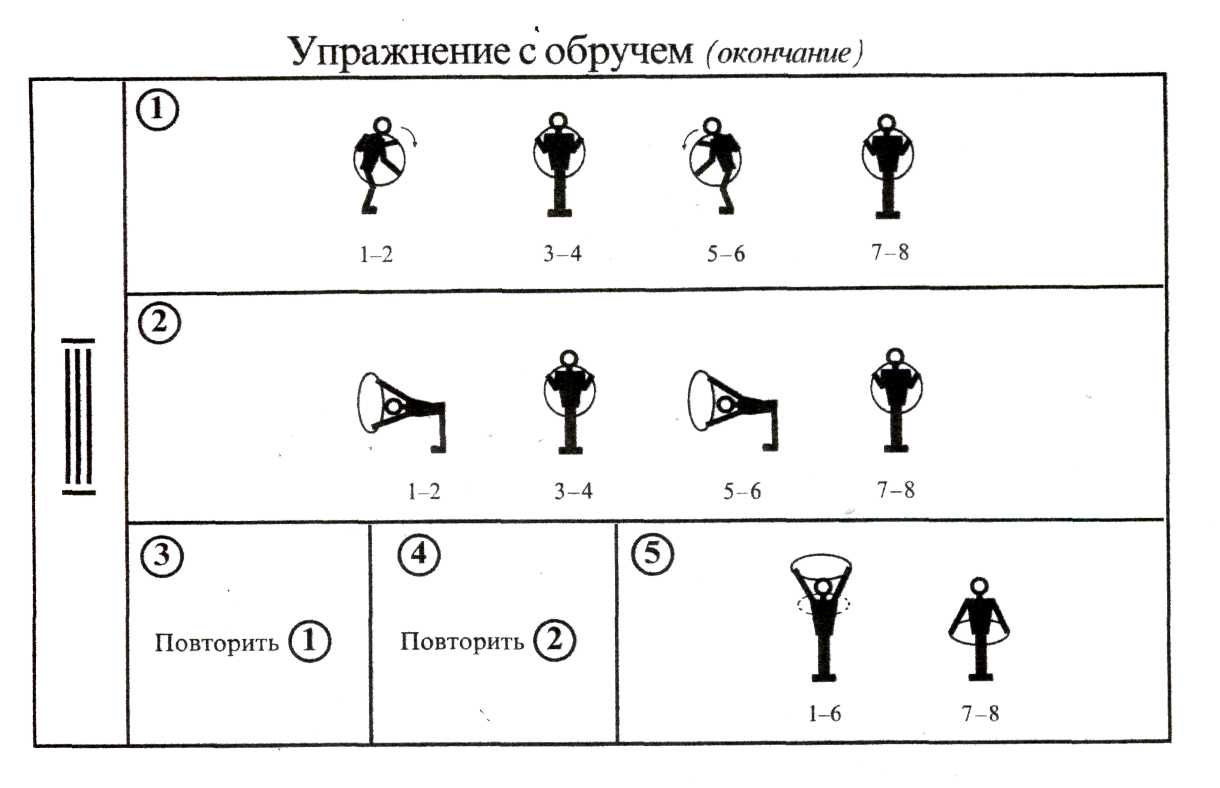 Упражнение с обручем (окончание)
1
1–2 3–4 5–6 7–8
2
1–2 3–4 5–6 7–8
3 4 5
Повторить 1 Повторить 2
1–6 7–8